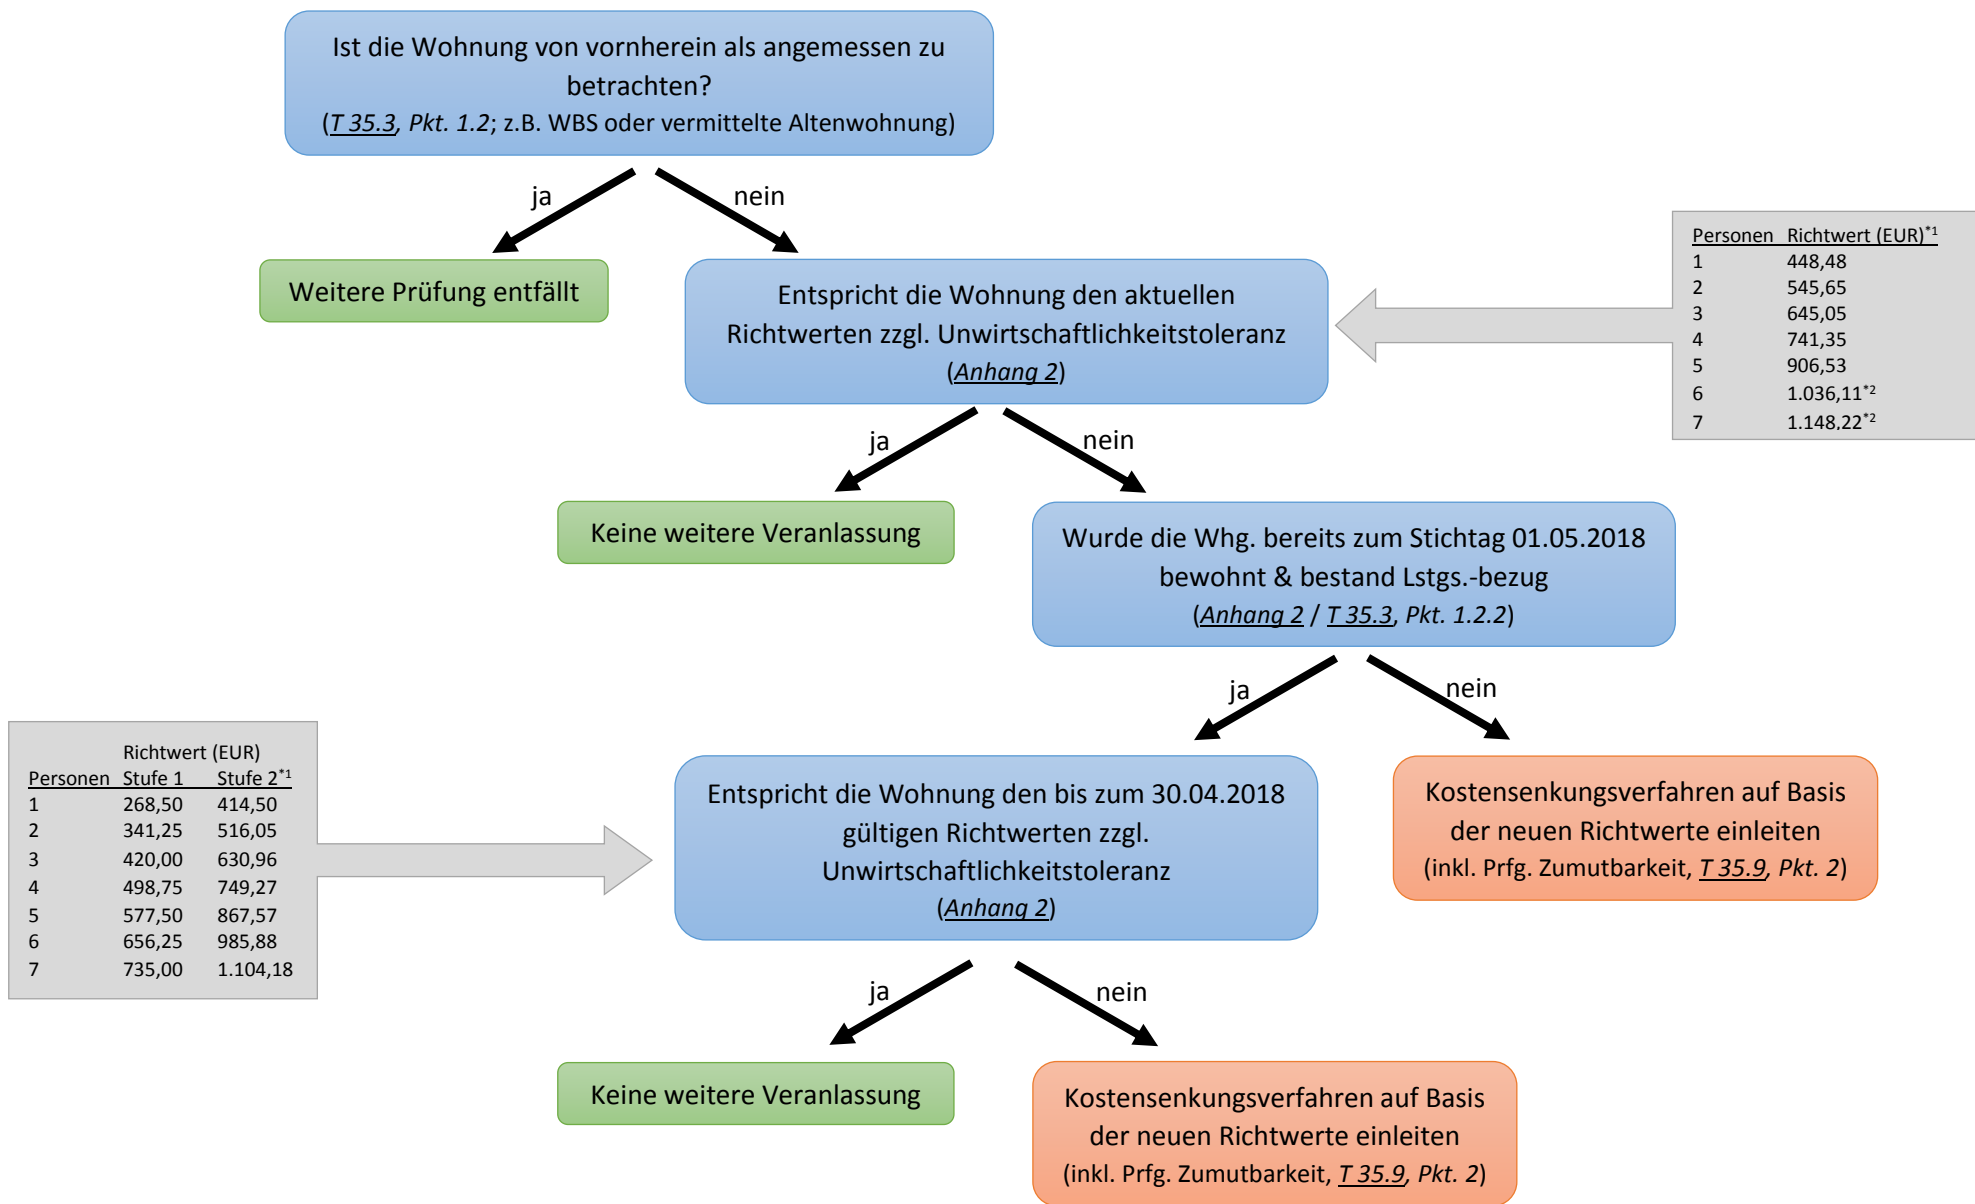 Ist die Wohnung von vornherein als angemessen zu
betrachten?
(T 35.3, Pkt. 1.2; z.B. WBS oder vermittelte Altenwohnung)
ja
nein
Weitere Prüfung entfällt
Entspricht die Wohnung den aktuellen
Richtwerten zzgl. Unwirtschaftlichkeitstoleranz
(Anhang 2)
Personen Richtwert (EUR)*1
1 448,48
2 545,65
3 645,05
4 741,35
5 906,53
6 1.036,11*2
7 1.148,22*2
ja
nein
Keine weitere Veranlassung
Wurde die Whg. bereits zum Stichtag 01.05.2018
bewohnt & bestand Lstgs.-bezug
(Anhang 2 / T 35.3, Pkt. 1.2.2)
ja
nein
Richtwert (EUR)
Personen Stufe 1 Stufe 2*1
1 268,50 414,50
2 341,25 516,05
3 420,00 630,96
4 498,75 749,27
5 577,50 867,57
6 656,25 985,88
7 735,00 1.104,18
Entspricht die Wohnung den bis zum 30.04.2018
gültigen Richtwerten zzgl.
Unwirtschaftlichkeitstoleranz
(Anhang 2)
Kostensenkungsverfahren auf Basis
der neuen Richtwerte einleiten
(inkl. Prfg. Zumutbarkeit, T 35.9, Pkt. 2)
ja
nein
Keine weitere Veranlassung
Kostensenkungsverfahren auf Basis
der neuen Richtwerte einleiten
(inkl. Prfg. Zumutbarkeit, T 35.9, Pkt. 2)